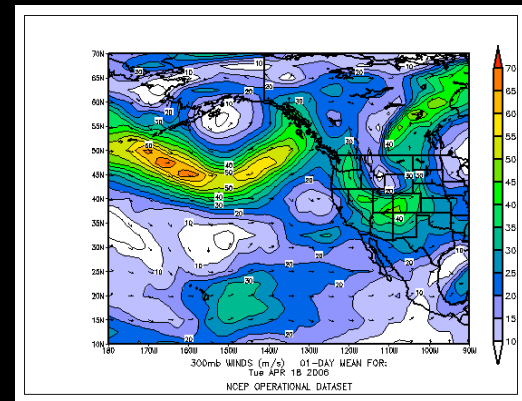 70N
65N
60N
55N
50N
45N
40N
35N
30N
25N
20N
15N
10N
180 170W 160W 150W 140W 130W 120W 110W 100W 90W
70
65
60
55
50
45
40
35
30
25
20
15
10
300mb WINDS (m/s) 01-DAY MEAN FOR:
Tue APR 18 2006
NCEP OPERATIONAL DATASET